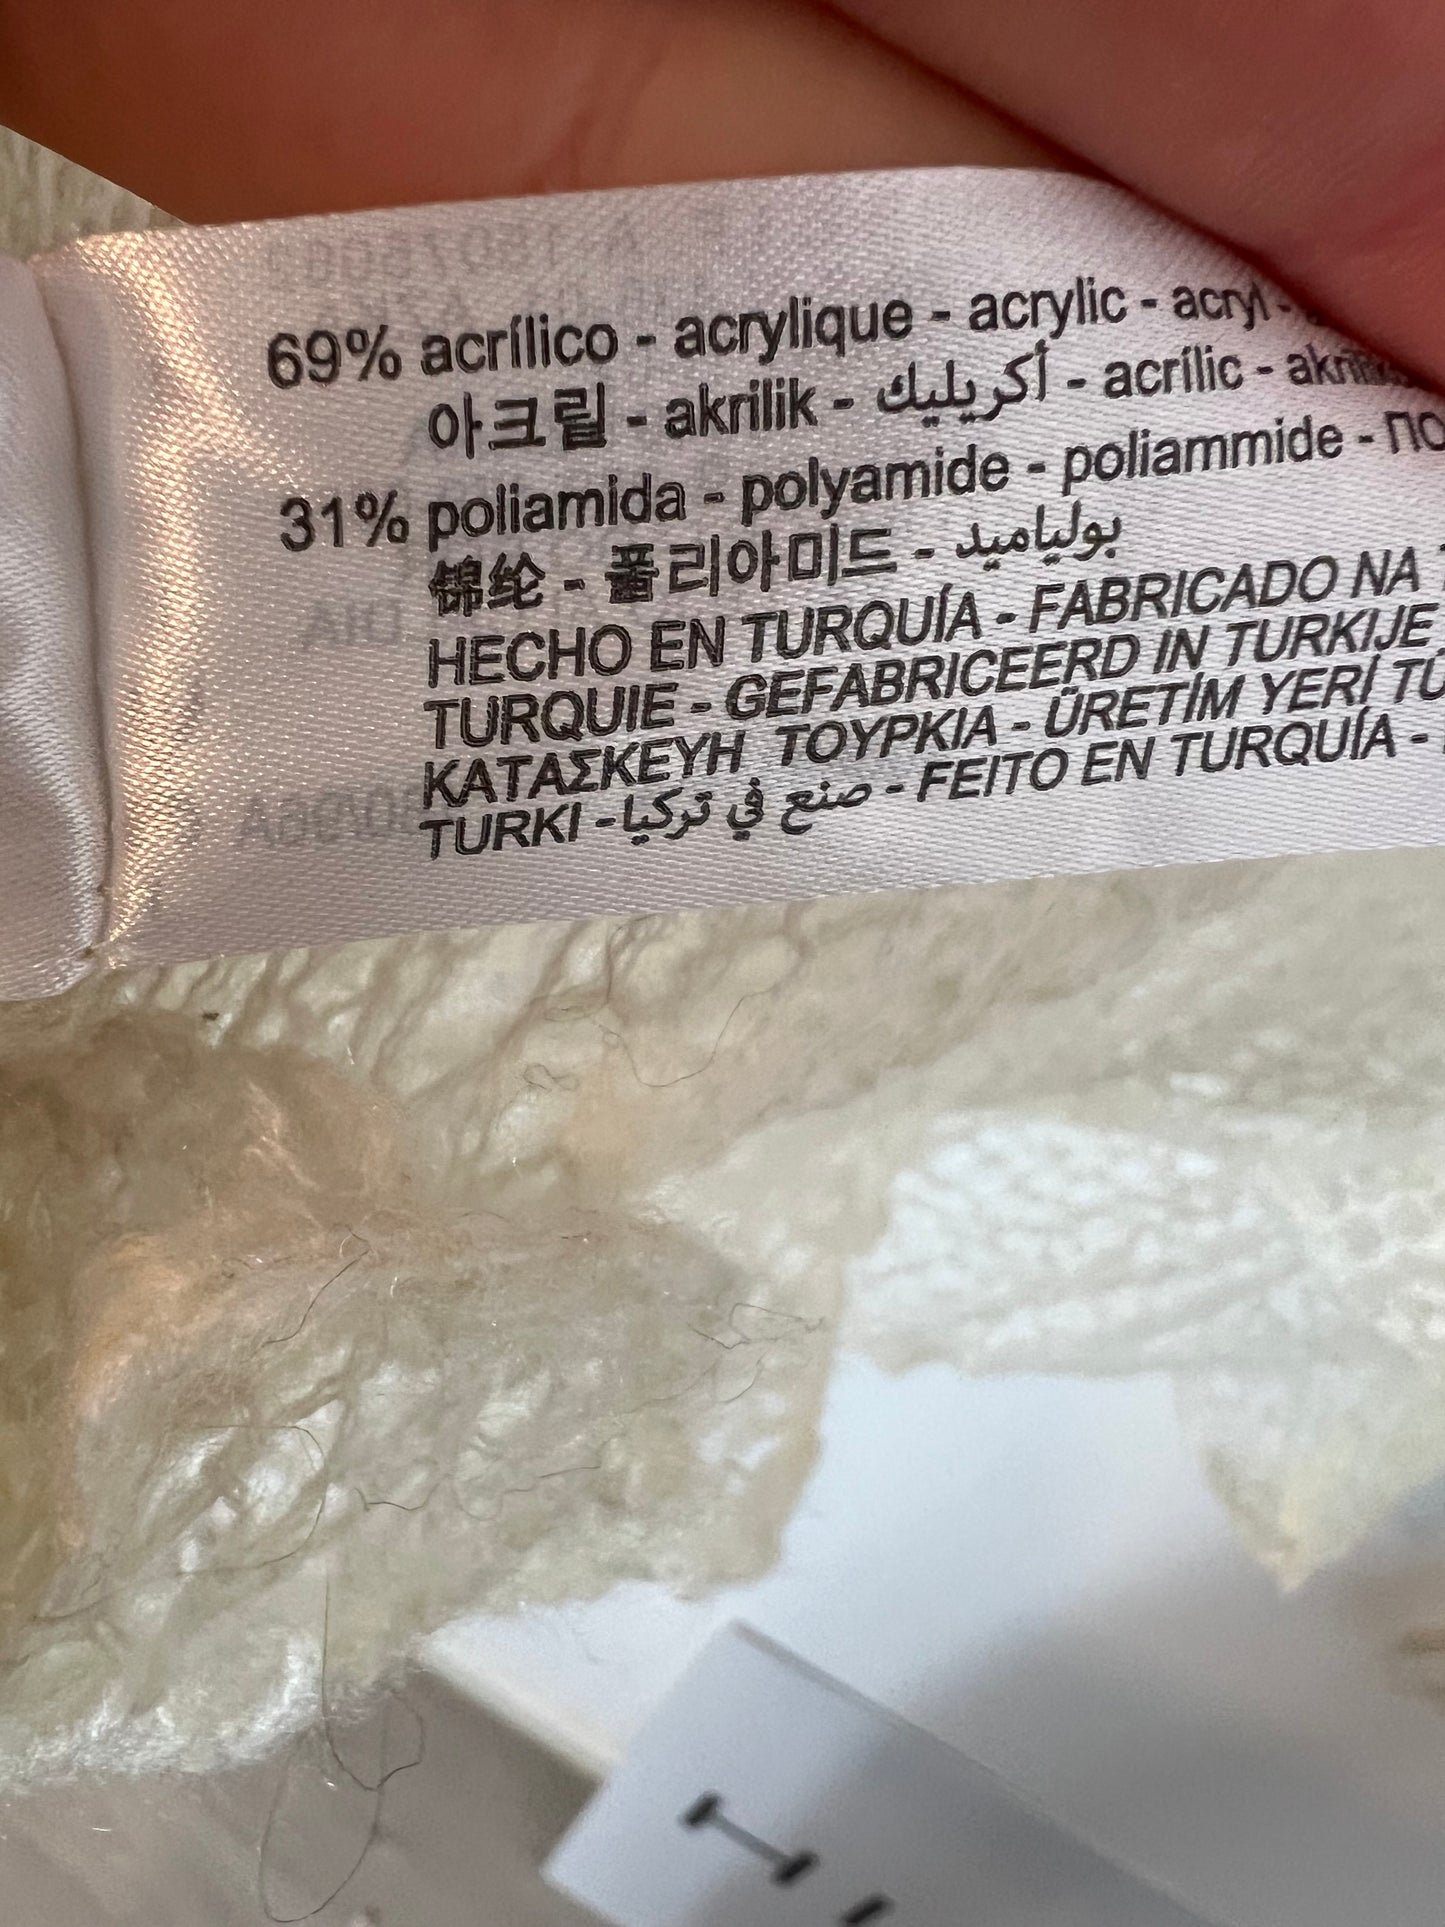 69% acrílico - acrylique - acrylic - acryl -
아크릴 - akrilik - أكريليك - acrílic -
31% poliamida - polyamide - poliammide -
锦纶 - 폴리아미드 - بولياميد
HECHO EN TURQUÍA - FABRICADO NA
TURQUIE - GEFABRICEERD IN TURKIJE
ΚΑΤΑΣΚΕΥΗ ΤΟΥΡΚΙΑ - ÜRETİM YERİ
TURKI - صنع في تركيا - FEITO EN TURQUÍA -